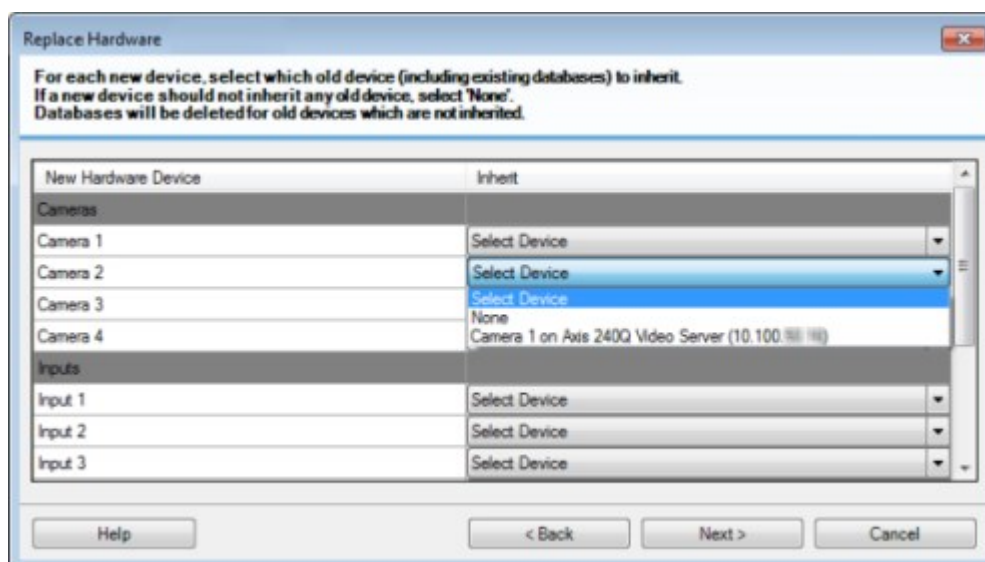 Replace Hardware
For each new device, select which old device (including existing databases) to inherit.
If a new device should not inherit any old device, select 'None'.
Databases will be deleted for old devices which are not inherited.
New Hardware Device Inherit
Cameras
Camera 1 Select Device
Camera 2 Select Device
Camera 3 Select Device
None
Camera 4 Camera 1 on Axis 240Q Video Server (10.100.
Inputs
Input 1 Select Device
Input 2 Select Device
Input 3 Select Device
Help < Back Next > Cancel